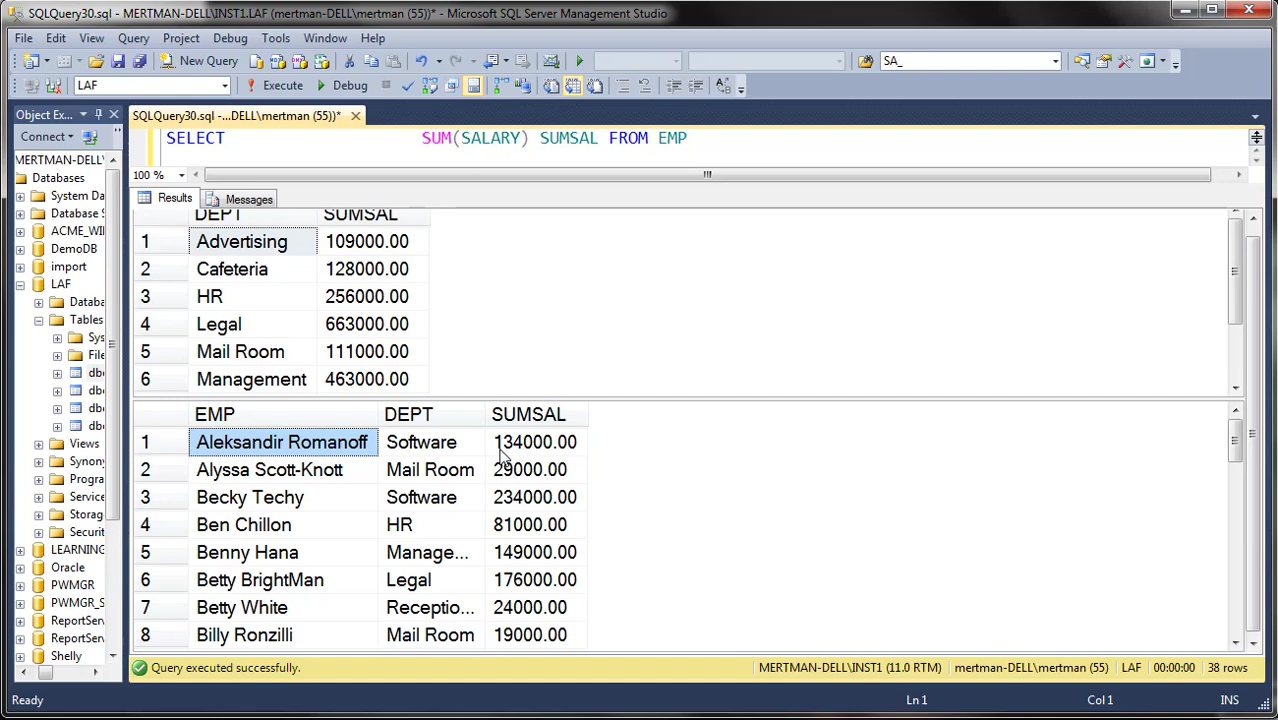 SQLQuery30.sql - MERTMAN-DELL\INST1.LAF (mertman-DELL\mertman (55))* - Microsoft SQL Server Management Studio
File Edit View Query Project Debug Tools Window Help
New Query SA_
LAF Execute Debug
Object Ex... SQLQuery30.sql -...DELL\mertman (55))*
Connect
SELECT SUM(SALARY) SUMSAL FROM EMP
MERTMAN-DELL
100 %
Databases
System Da
Database S
ACME_WI
DemoDB
import
LAF
Databa
Tables
Sys
File
dbo
dbo
dbo
dbo
Views
Synony
Progra
Service
Storag
Securit
LEARNING
Oracle
PWMGR
PWMGR_S
ReportServ
ReportServ
Shelly
Results Messages
DEPT SUMSAL
1 Advertising 109000.00
2 Cafeteria 128000.00
3 HR 256000.00
4 Legal 663000.00
5 Mail Room 111000.00
6 Management 463000.00
EMP DEPT SUMSAL
1 Aleksandir Romanoff Software 134000.00
2 Alyssa Scott-Knott Mail Room 29000.00
3 Becky Techy Software 234000.00
4 Ben Chillon HR 81000.00
5 Benny Hana Manage... 149000.00
6 Betty BrightMan Legal 176000.00
7 Betty White Receptio... 24000.00
8 Billy Ronzilli Mail Room 19000.00
Query executed successfully. MERTMAN-DELL\INST1 (11.0 RTM) mertman-DELL\mertman (55) LAF 00:00:00 38 rows
Ready Ln 1 Col 1 INS